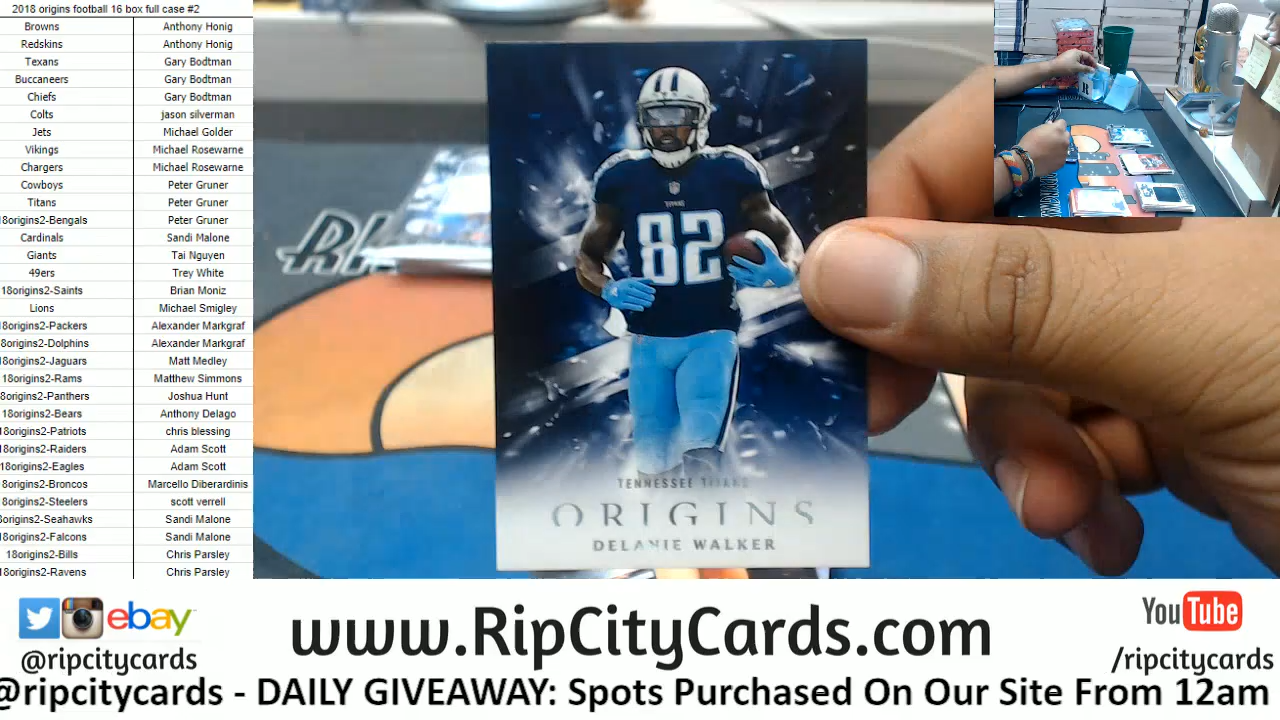 2018 origins football 16 box full case #2
Browns Anthony Honig
Redskins Anthony Honig
Texans Gary Bodtman
Buccaneers Gary Bodtman
Chiefs Gary Bodtman
Colts jason silverman
Jets Michael Golder
Vikings Michael Rosewarne
Chargers Michael Rosewarne
Cowboys Peter Gruner
Titans Peter Gruner
18origins2-Bengals Peter Gruner
Cardinals Sandi Malone
Giants Tai Nguyen
49ers Trey White
18origins2-Saints Brian Moniz
Lions Michael Smigley
18origins2-Packers Alexander Markgraf
18origins2-Dolphins Alexander Markgraf
18origins2-Jaguars Matt Medley
18origins2-Rams Matthew Simmons
8origins2-Panthers Joshua Hunt
18origins2-Bears Anthony Delago
18origins2-Patriots chris blessing
18origins2-Raiders Adam Scott
18origins2-Eagles Adam Scott
8origins2-Broncos Marcello Diberardinis
8origins2-Steelers scott verrell
8origins2-Seahawks Sandi Malone
18origins2-Falcons Sandi Malone
18origins2-Bills Chris Parsley
18origins2-Ravens Chris Parsley
TITANS
82
TENNESSEE TITANS
ORIGINS
DELANIE WALKER
ebay
@ripcitycards
www.RipCityCards.com
YouTube
/ripcitycards
@ripcitycards - DAILY GIVEAWAY: Spots Purchased On Our Site From 12am